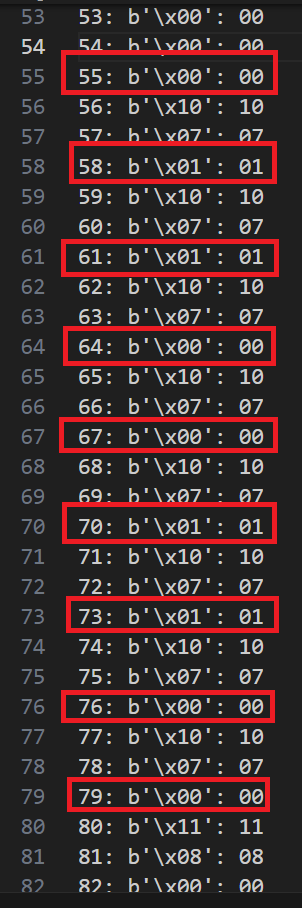 53 53: b'\x00': 00
54 54: b'\x00': 00
55 55: b'\x00': 00
56 56: b'\x10': 10
57 57: b'\x07': 07
58 58: b'\x01': 01
59 59: b'\x10': 10
60 60: b'\x07': 07
61 61: b'\x01': 01
62 62: b'\x10': 10
63 63: b'\x07': 07
64 64: b'\x00': 00
65 65: b'\x10': 10
66 66: b'\x07': 07
67 67: b'\x00': 00
68 68: b'\x10': 10
69 69: b'\x07': 07
70 70: b'\x01': 01
71 71: b'\x10': 10
72 72: b'\x07': 07
73 73: b'\x01': 01
74 74: b'\x10': 10
75 75: b'\x07': 07
76 76: b'\x00': 00
77 77: b'\x10': 10
78 78: b'\x07': 07
79 79: b'\x00': 00
80 80: b'\x11': 11
81 81: b'\x08': 08
82 82: b'\x00': 00